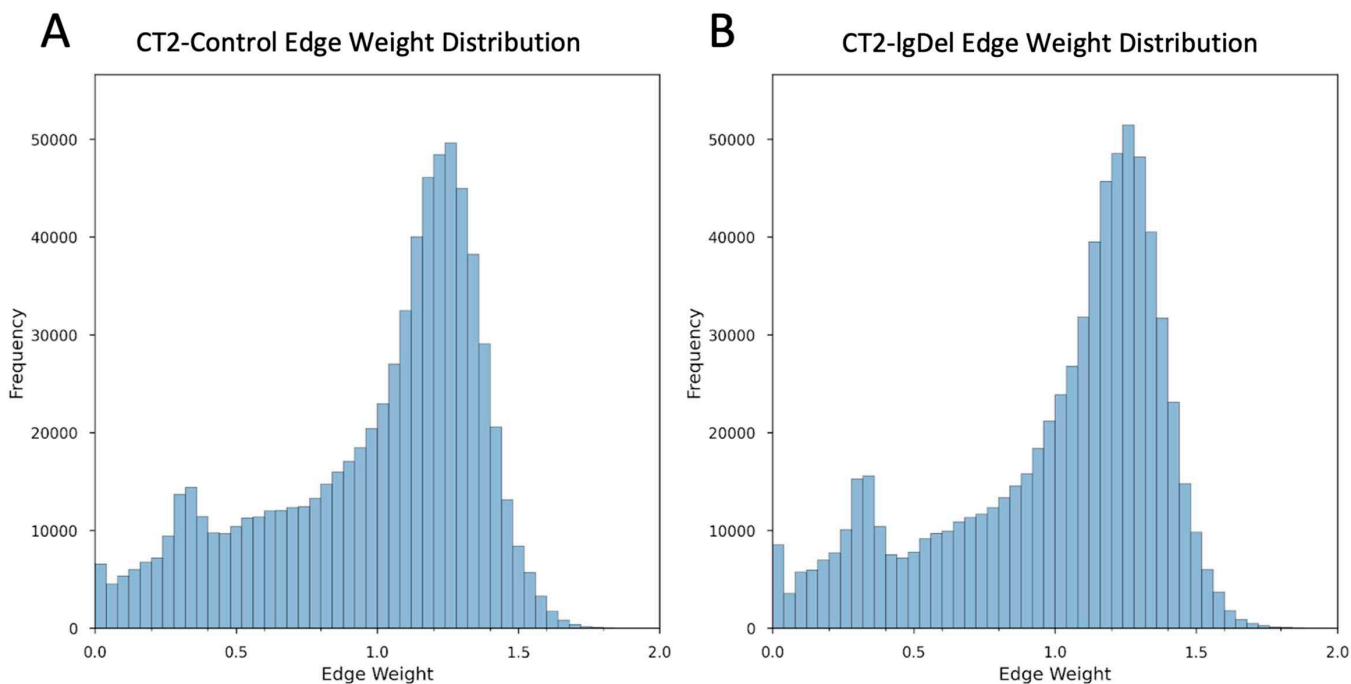 A
CT2-Control Edge Weight Distribution
50000
40000
30000
20000
10000
0
Frequency
0.0 0.5 1.0 1.5 2.0
Edge Weight
B
CT2-lgDel Edge Weight Distribution
50000
40000
30000
20000
10000
0
Frequency
0.0 0.5 1.0 1.5 2.0
Edge Weight